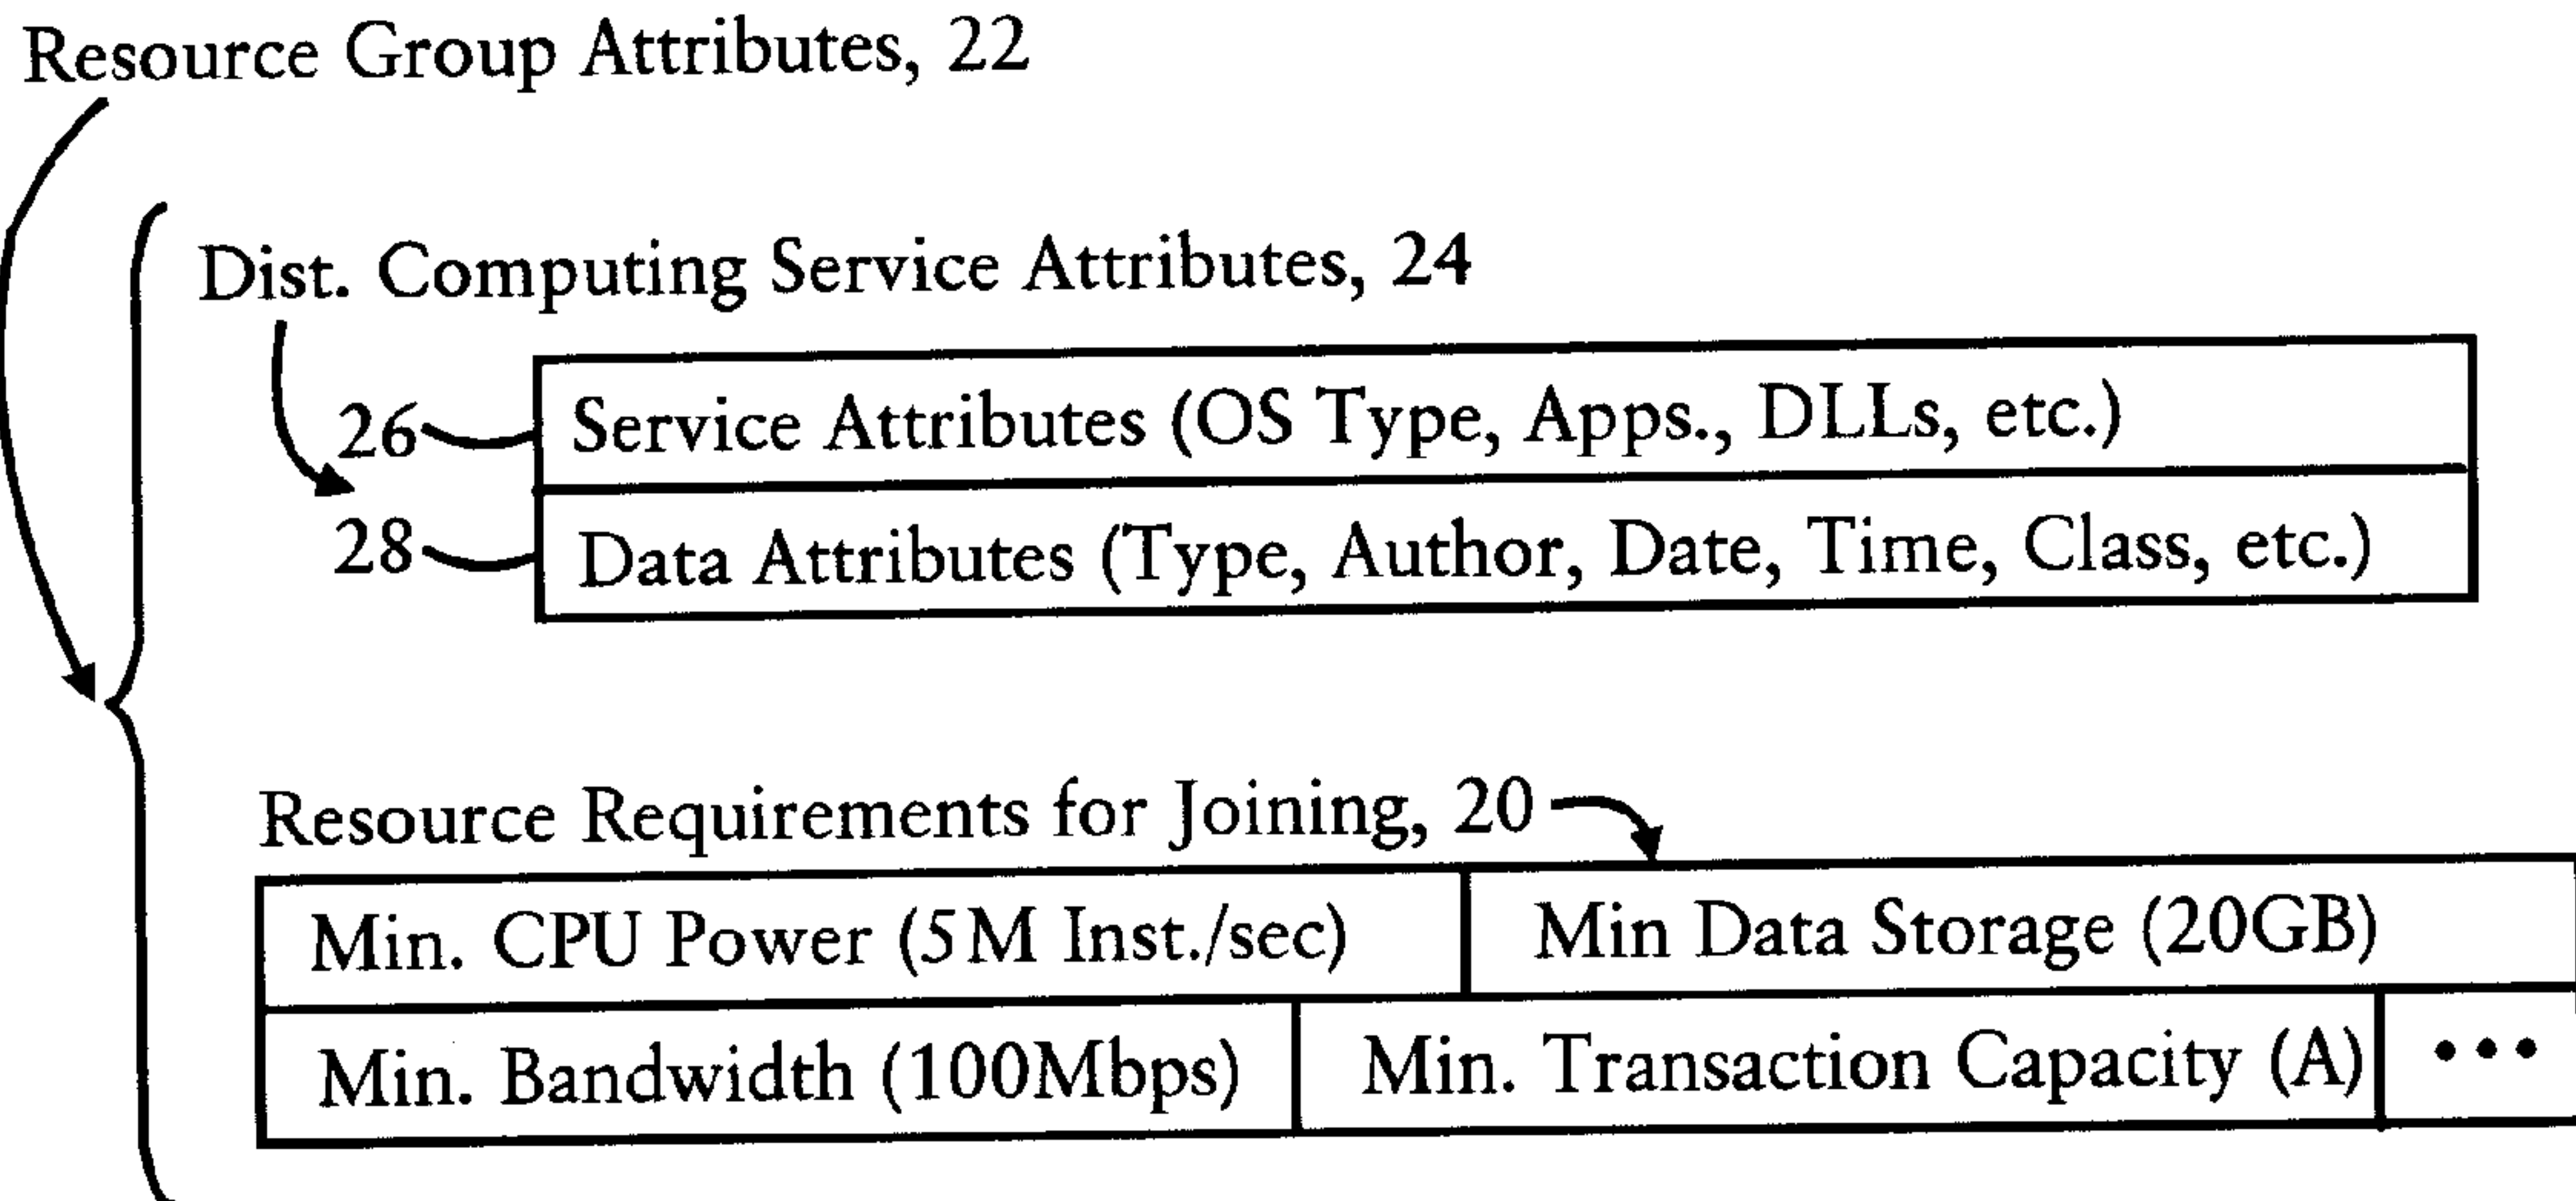 Resource Group Attributes, 22
Dist. Computing Service Attributes, 24
26 Service Attributes (OS Type, Apps., DLLs, etc.)
28 Data Attributes (Type, Author, Date, Time, Class, etc.)
Resource Requirements for Joining, 20
Min. CPU Power (5M Inst./sec) Min Data Storage (20GB)
Min. Bandwidth (100Mbps) Min. Transaction Capacity (A) •••